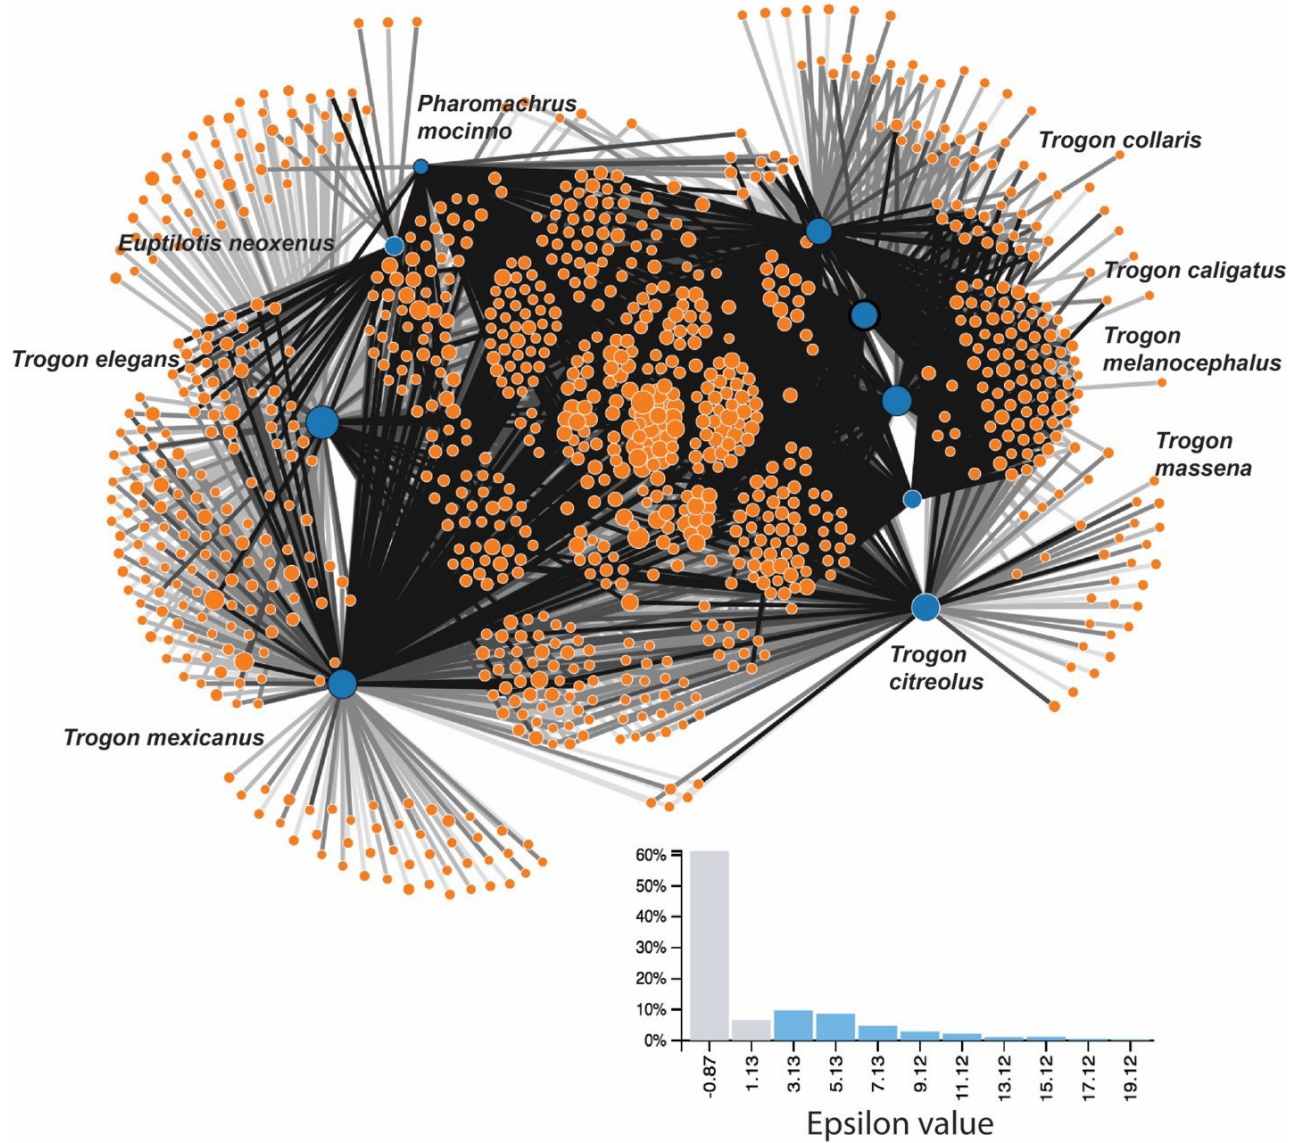 Pharomachrus
mocinno
Trogon collaris
Euptilotis neoxenus
Trogon caligatus
Trogon elegans
Trogon
melanocephalus
Trogon
massena
Trogon
citreolus
Trogon mexicanus
60%
50%
40%
30%
20%
10%
0%
-0.87
1.13
3.13
5.13
7.13
9.12
11.12
13.12
15.12
17.12
19.12
Epsilon value